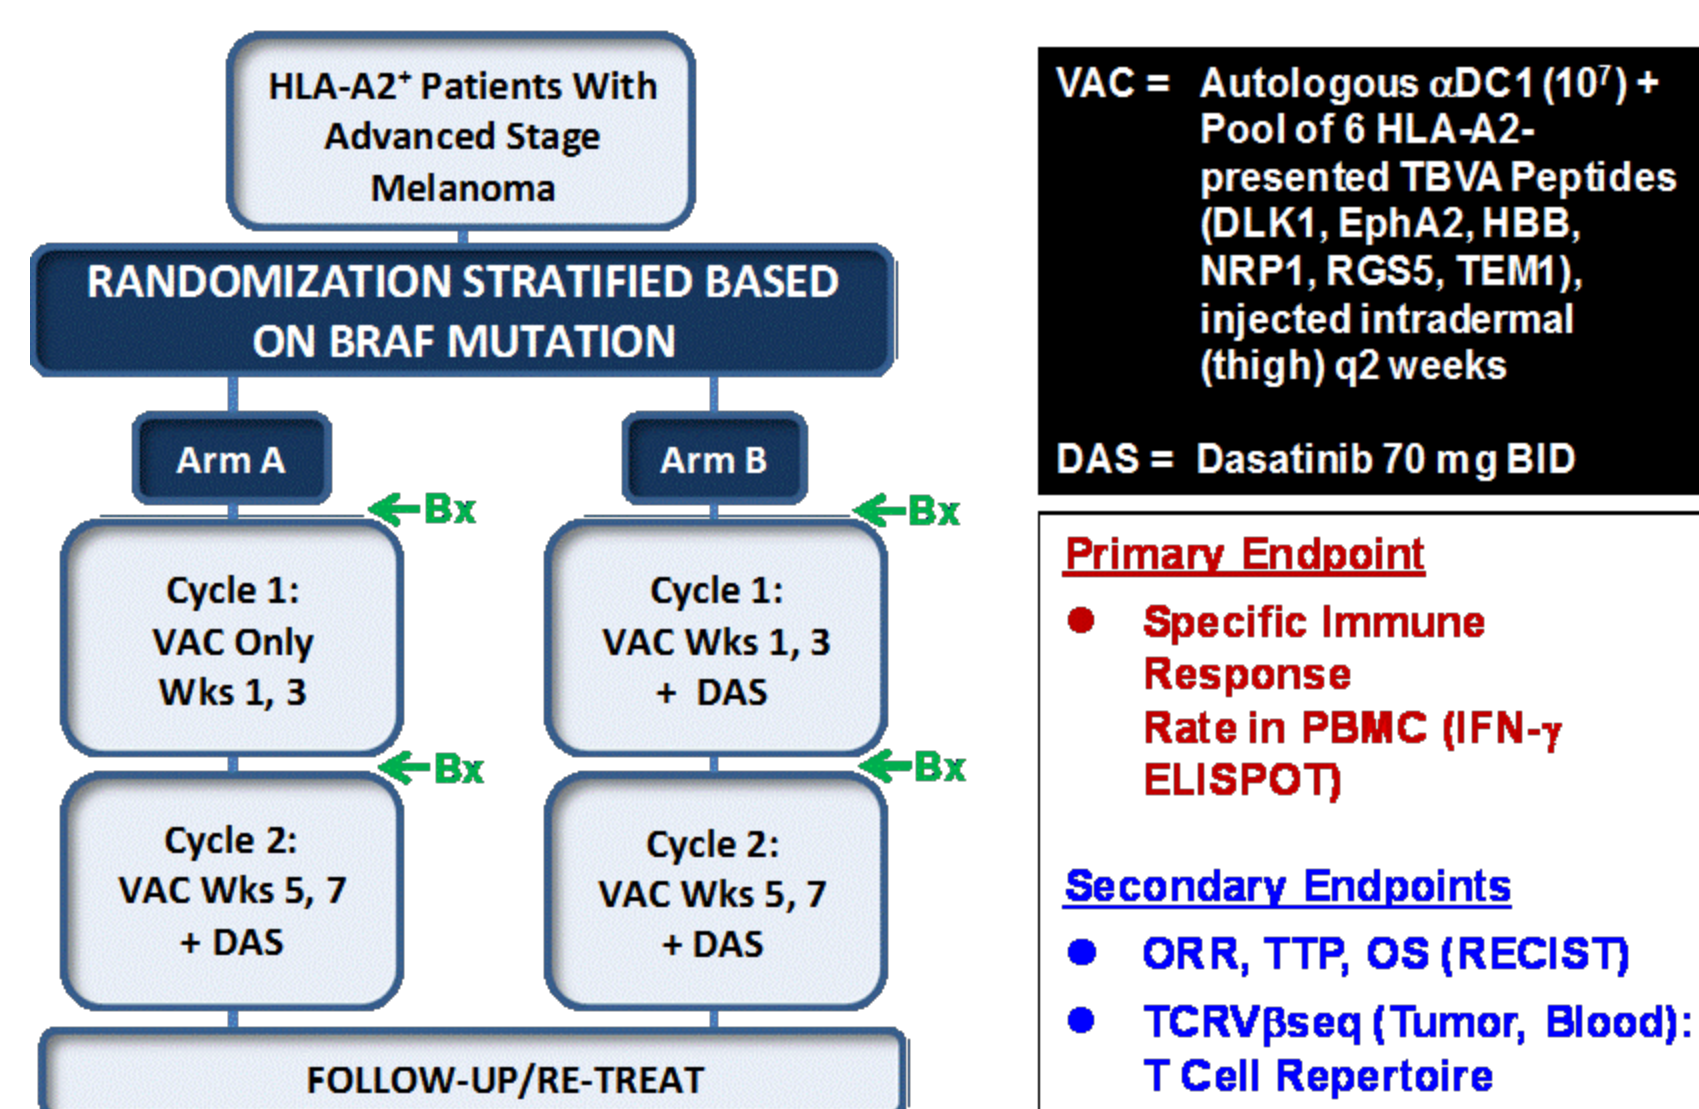 HLA-A2⁺ Patients With
Advanced Stage
Melanoma
RANDOMIZATION STRATIFIED BASED
ON BRAF MUTATION
Arm A
Bx
Cycle 1:
VAC Only
Wks 1, 3
Bx
Cycle 2:
VAC Wks 5, 7
+ DAS
Arm B
Bx
Cycle 1:
VAC Wks 1, 3
+ DAS
Bx
Cycle 2:
VAC Wks 5, 7
+ DAS
FOLLOW-UP/RE-TREAT
VAC = Autologous αDC1 (10⁷) +
Pool of 6 HLA-A2-
presented TBVA Peptides
(DLK1, EphA2, HBB,
NRP1, RGS5, TEM1),
injected intradermal
(thigh) q2 weeks
DAS = Dasatinib 70 mg BID
Primary Endpoint
● Specific Immune
Response
Rate in PBMC (IFN-γ
ELISPOT)
Secondary Endpoints
● ORR, TTP, OS (RECIST)
● TCRVβseq (Tumor, Blood):
T Cell Repertoire